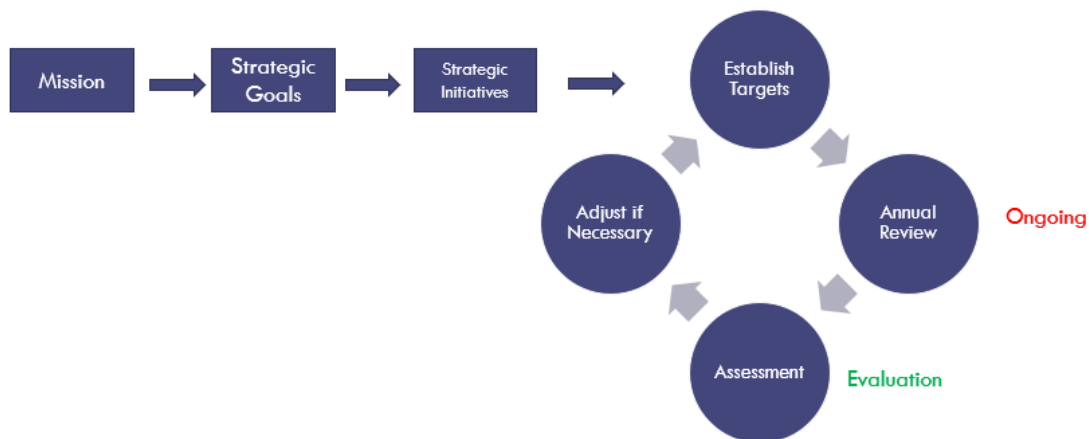 Mission
Strategic
Goals
Strategic
Initiatives
Establish
Targets
Adjust if
Necessary
Annual
Review
Ongoing
Assessment
Evaluation